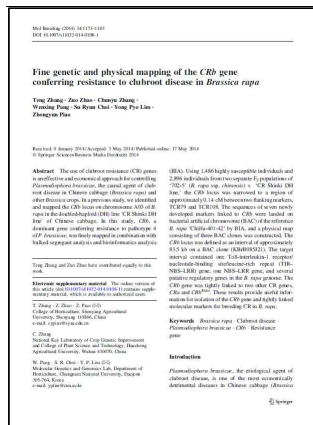 Mol Breeding (2014) 34:1173–1183
DOI 10.1007/s11032-014-0108-1
Fine genetic and physical mapping of the CRb gene
conferring resistance to clubroot disease in Brassica rapa
Teng Zhang · Zao Zhao · Chunyu Zhang ·
Wenxing Pang · Su Ryun Choi · Yong Pyo Lim ·
Zhongyun Piao
Received: 9 January 2014 / Accepted: 3 May 2014 / Published online: 17 May 2014
© Springer Science+Business Media Dordrecht 2014
Abstract The use of clubroot resistance (CR) genes
is an effective and economical approach for controlling
Plasmodiophora brassicae, the causal agent of club-
root disease in Chinese cabbage (Brassica rapa) and
other Brassica crops. In a previous study, we identified
and mapped the CRb locus on chromosome A03 of B.
rapa in the doubled-haploid (DH) line 'CR Shinki DH
line' of Chinese cabbage. In this study, CRb, a
dominant gene conferring resistance to pathotype 4
of P. brassicae, was finely mapped in combination with
bulked segregant analysis and bioinformatics analysis
Teng Zhang and Zao Zhao have contributed equally to this
work.
Electronic supplementary material The online version of
this article (doi:10.1007/s11032-014-0108-1) contains supple-
mentary material, which is available to authorized users.
T. Zhang · Z. Zhao · Z. Piao
College of Horticulture, Shenyang Agricultural
University, Shenyang 110866, China
C. Zhang
National Key Laboratory of Crop Genetic Improvement
and College of Plant Science and Technology, Huazhong
Agricultural University, Wuhan 430070, China
W. Pang · S. R. Choi · Y. P. Lim
Molecular Genetics and Genomics Lab, Department of
Horticulture, Chungnam National University, Daejeon
305-764, Korea
(BIA). Using 1,486 highly susceptible individuals and
2,896 individuals from two separate F2 populations of
'702-5' (B. rapa ssp. chinensis) × 'CR Shinki DH
line,' the CRb locus was narrowed to a region of
approximately 0.14 cM between two flanking markers,
TCR79 and TCR108. The sequences of seven newly
developed markers linked to CRb were landed on
bacterial artificial chromosome (BAC) of the reference
B. rapa 'Chiifu-401-42' by BIA, and a physical map
consisting of three BAC clones was constructed. The
CRb locus was defined as an interval of approximately
83.5 kb on a BAC clone (KBrB085J21). This target
interval contained one Toll-interleukin-1 receptor/
nucleotide-binding site/leucine-rich repeat (TIR–
NBS–LRR) gene, one NBS–LRR gene, and several
putative regulatory genes in the B. rapa genome. The
CRb gene was tightly linked to two other CR genes,
CRa and CRb. These results provide useful infor-
mation for isolation of the CRb gene and tightly linked
molecular markers for breeding CR in B. rapa.
Keywords Brassica rapa · Clubroot disease ·
Plasmodiophora brassicae · CRb · Resistance
gene
Introduction
Plasmodiophora brassicae, the etiological agent of
clubroot disease, is one of the most economically
detrimental diseases in Chinese cabbage (Brassica
Springer